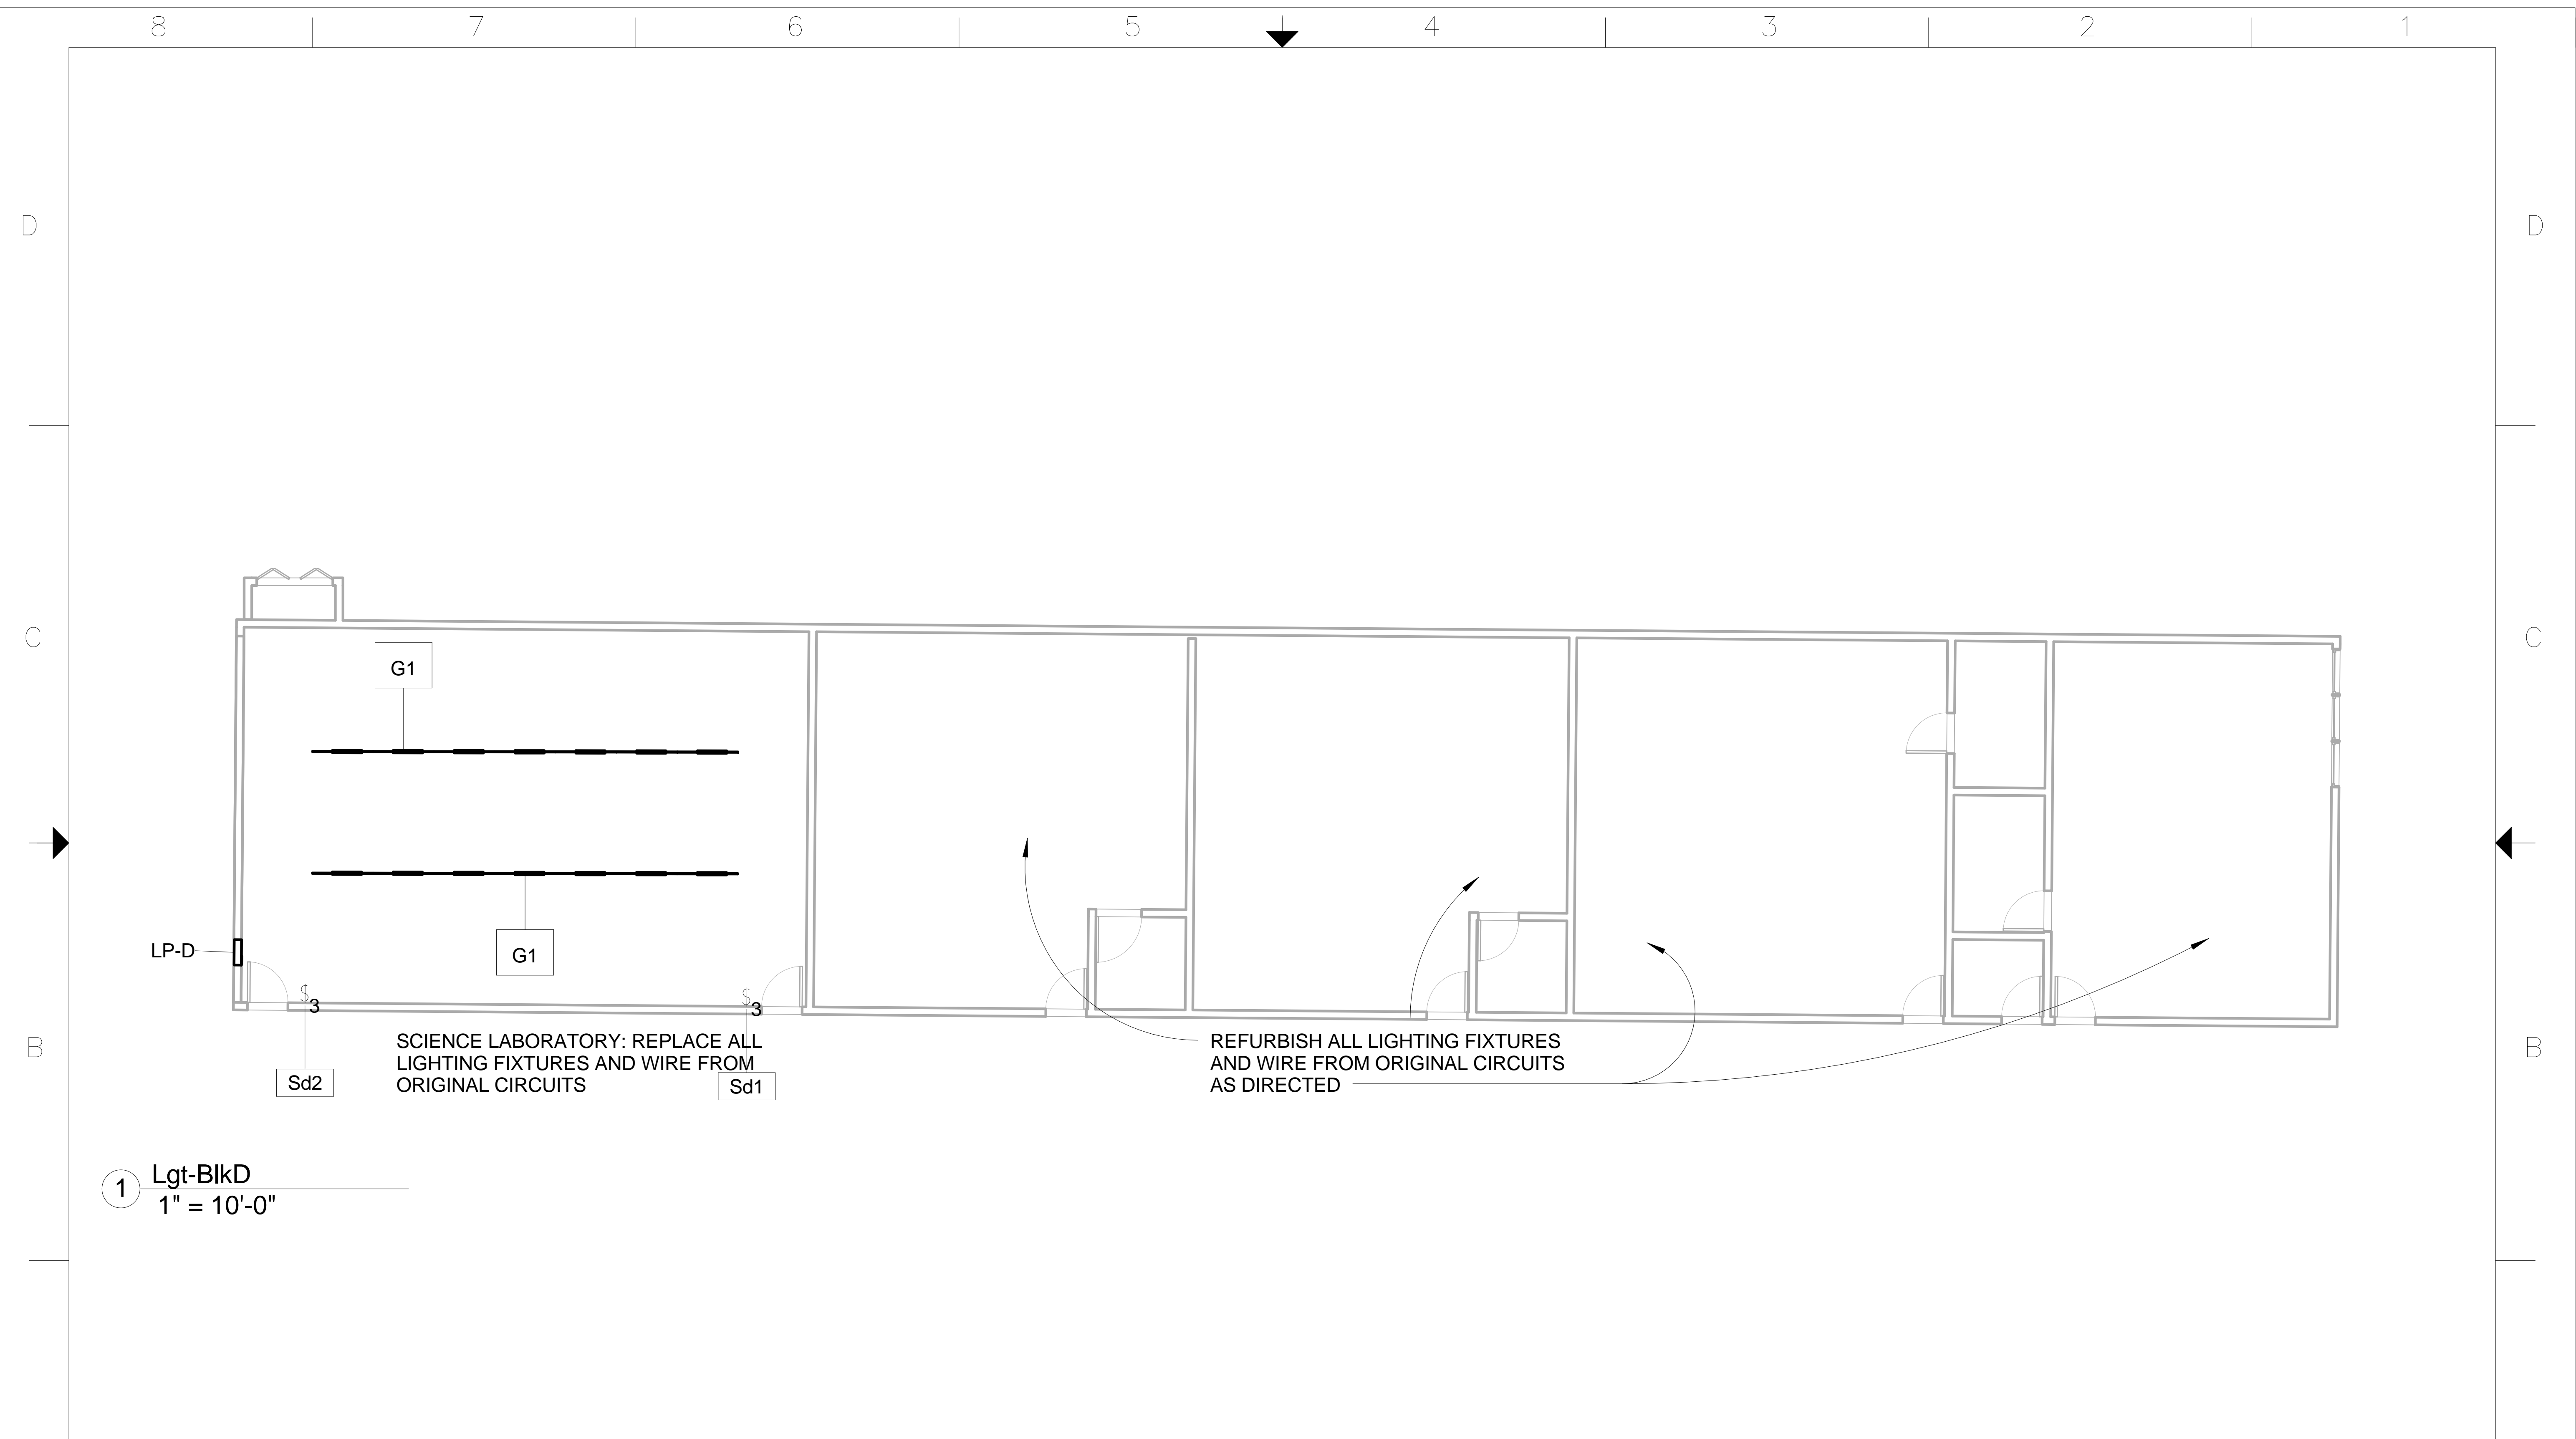 8 7 6 5 4 3 2 1
D D
C C
G1
G1
LP-D
$3 $3
SCIENCE LABORATORY: REPLACE ALL
LIGHTING FIXTURES AND WIRE FROM
ORIGINAL CIRCUITS
REFURBISH ALL LIGHTING FIXTURES
AND WIRE FROM ORIGINAL CIRCUITS
AS DIRECTED
B B
Sd2 Sd1
1 Lgt-BlkD
1" = 10'-0"